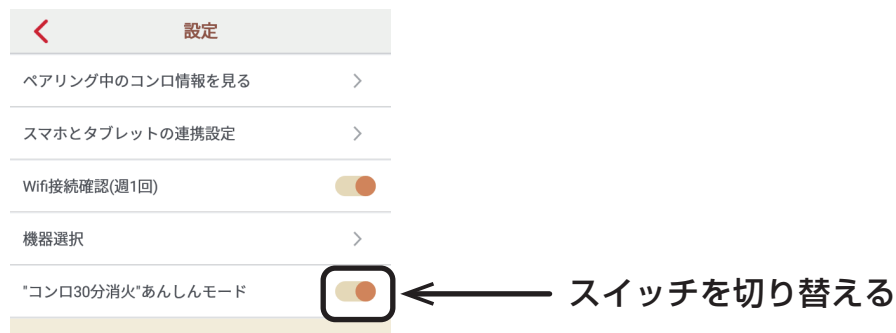 設定
ペアリング中のコンロ情報を見る
スマホとタブレットの連携設定
Wifi接続確認(週1回)
機器選択
"コンロ30分消火"あんしんモード
スイッチを切り替える